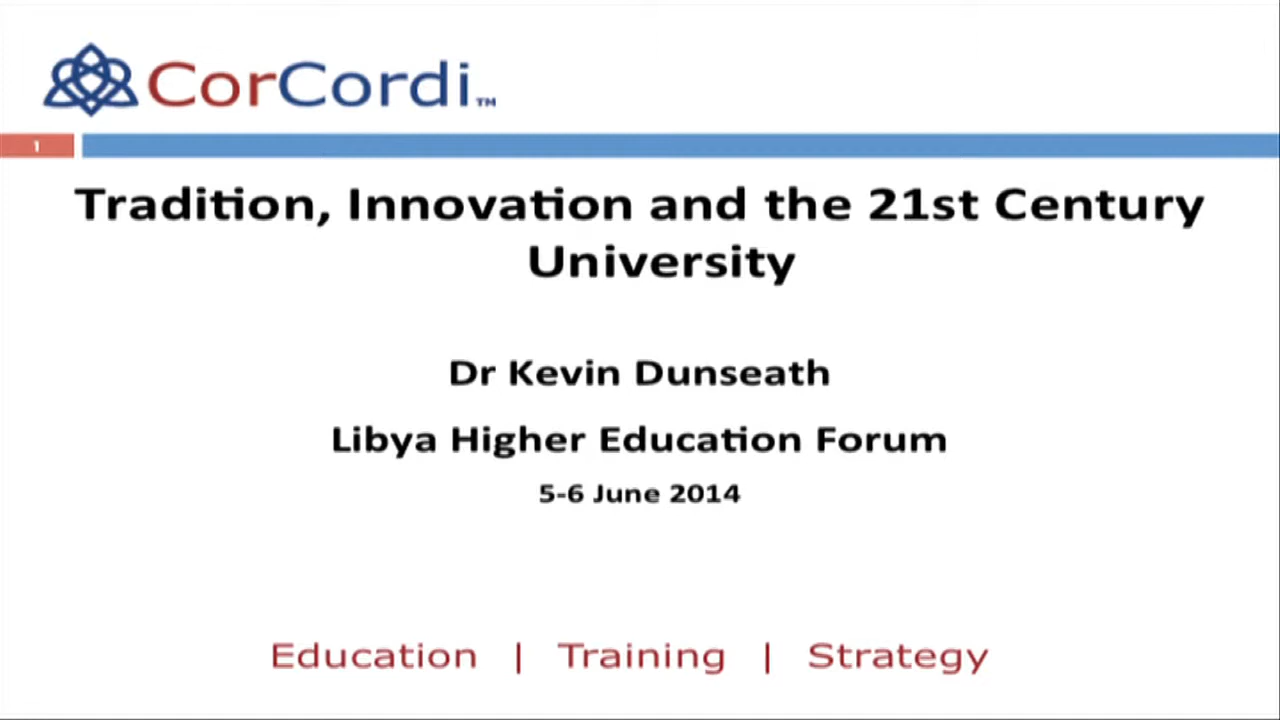 CorCordi™
1
Tradition, Innovation and the 21st Century
University
Dr Kevin Dunseath
Libya Higher Education Forum
5-6 June 2014
Education | Training | Strategy